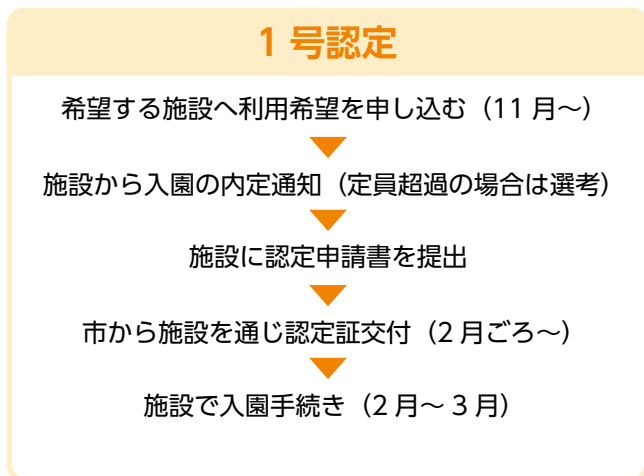 1 号認定
希望する施設へ利用希望を申し込む（11 月～）
施設から入園の内定通知（定員超過の場合は選考）
施設に認定申請書を提出
市から施設を通じ認定証交付（2 月ごろ～）
施設で入園手続き（2 月～ 3 月）